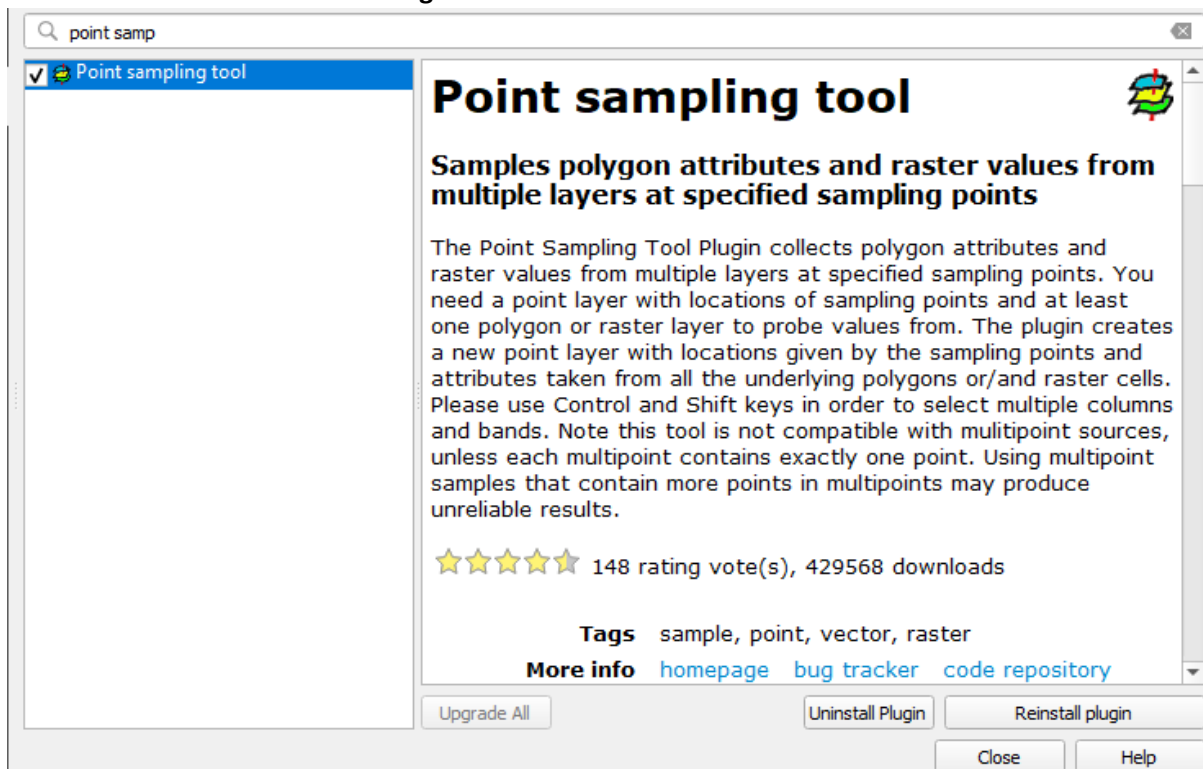 point samp
Point sampling tool
Point sampling tool
Samples polygon attributes and raster values from
multiple layers at specified sampling points
The Point Sampling Tool Plugin collects polygon attributes and
raster values from multiple layers at specified sampling points. You
need a point layer with locations of sampling points and at least
one polygon or raster layer to probe values from. The plugin creates
a new point layer with locations given by the sampling points and
attributes taken from all the underlying polygons or/and raster cells.
Please use Control and Shift keys in order to select multiple columns
and bands. Note this tool is not compatible with mulitipoint sources,
unless each multipoint contains exactly one point. Using multipoint
samples that contain more points in multipoints may produce
unreliable results.
148 rating vote(s), 429568 downloads
Tags sample, point, vector, raster
More info homepage bug tracker code repository
Upgrade All Uninstall Plugin Reinstall plugin
Close Help